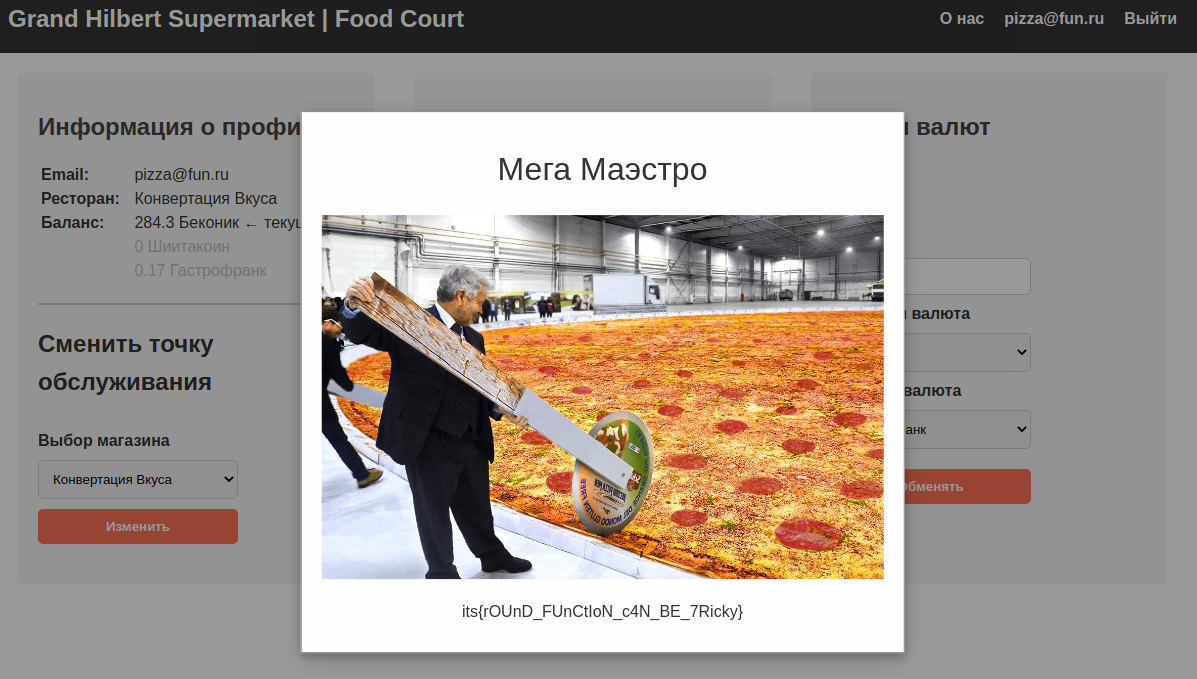 Grand Hilbert Supermarket | Food Court
О нас pizza@fun.ru Выйти
Информация о профи
Email: pizza@fun.ru
Ресторан: Конвертация Вкуса
Баланс: 284.3 Беконик ← текущ
0 Шиитакоин
0.17 Гастрофранк
Сменить точку
обслуживания
Выбор магазина
Конвертация Вкуса
Изменить
Мега Маэстро
its{rOUnD_FUnCtIoN_c4N_BE_7Ricky}
валют
валюта
валюта
анк
Обменять